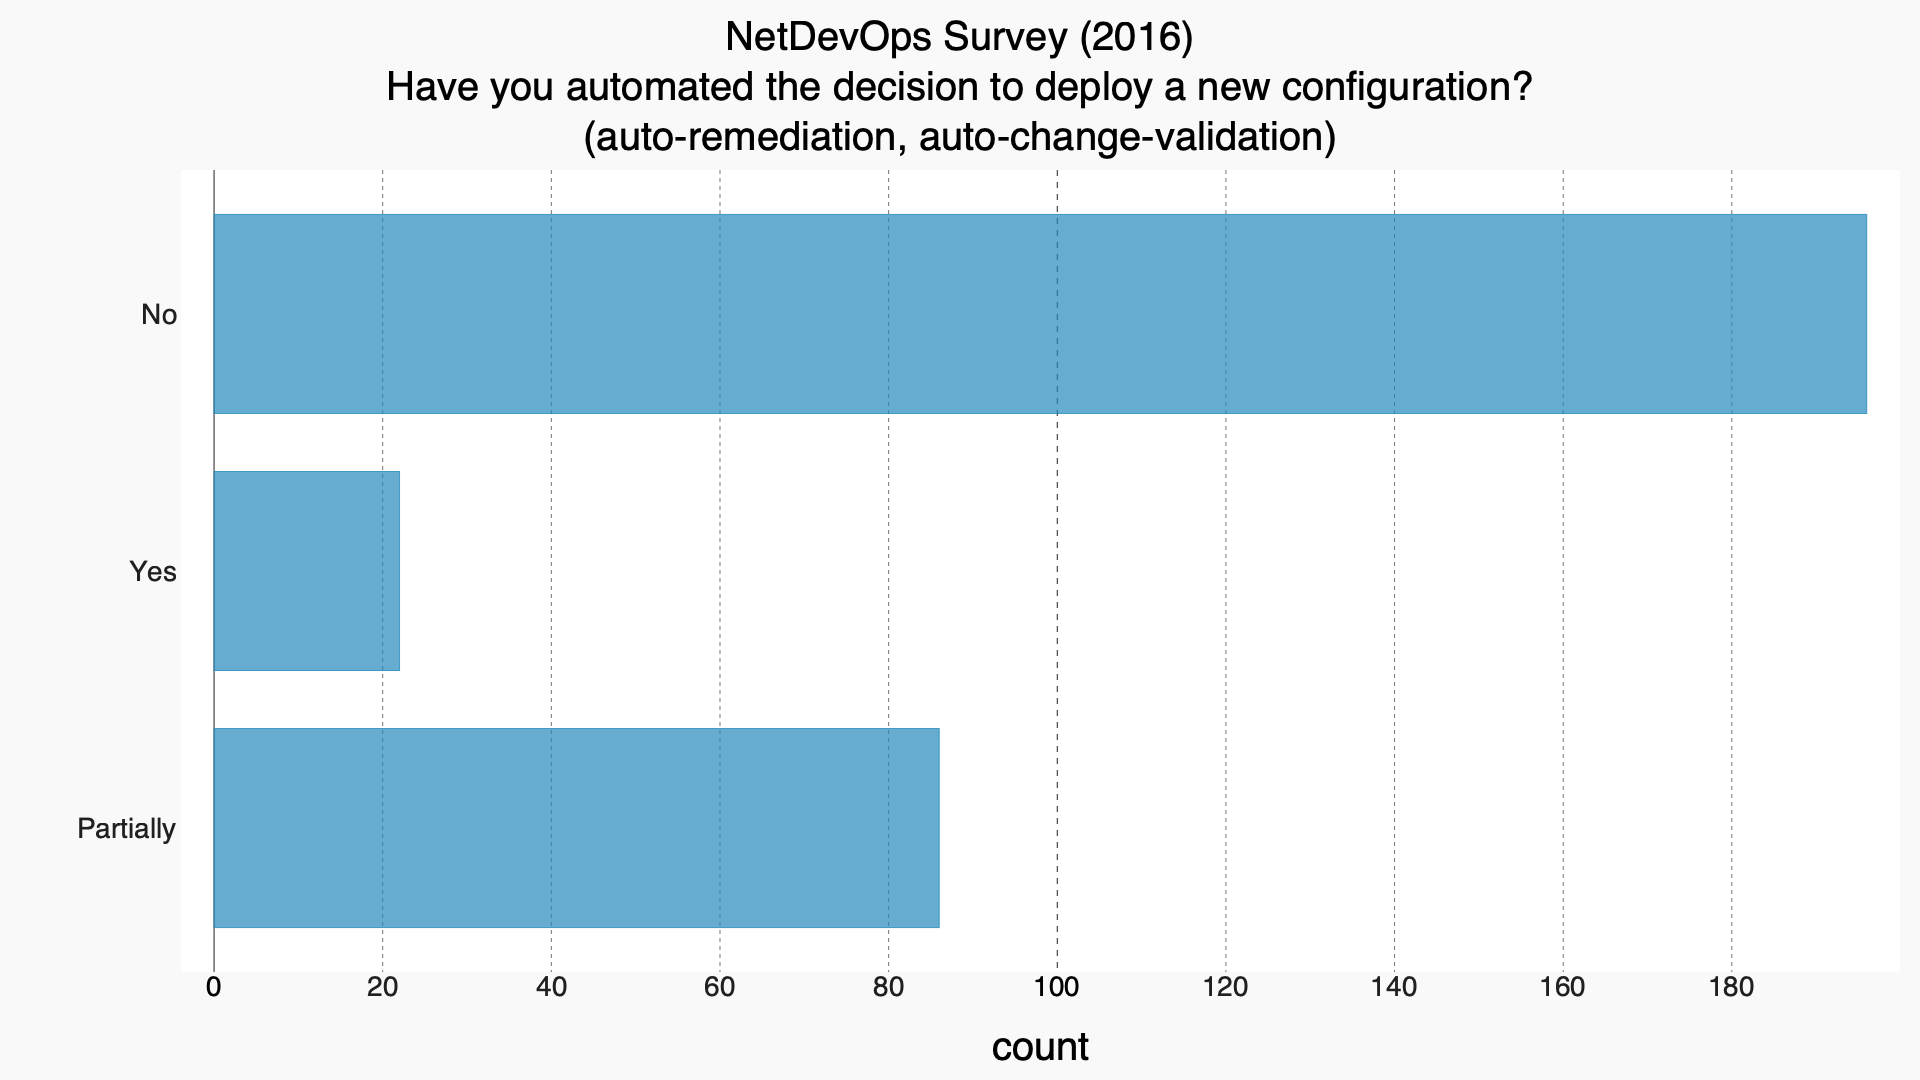 NetDevOps Survey (2016)
Have you automated the decision to deploy a new configuration?
(auto-remediation, auto-change-validation)
No
Yes
Partially
0 20 40 60 80 100 120 140 160 180
count